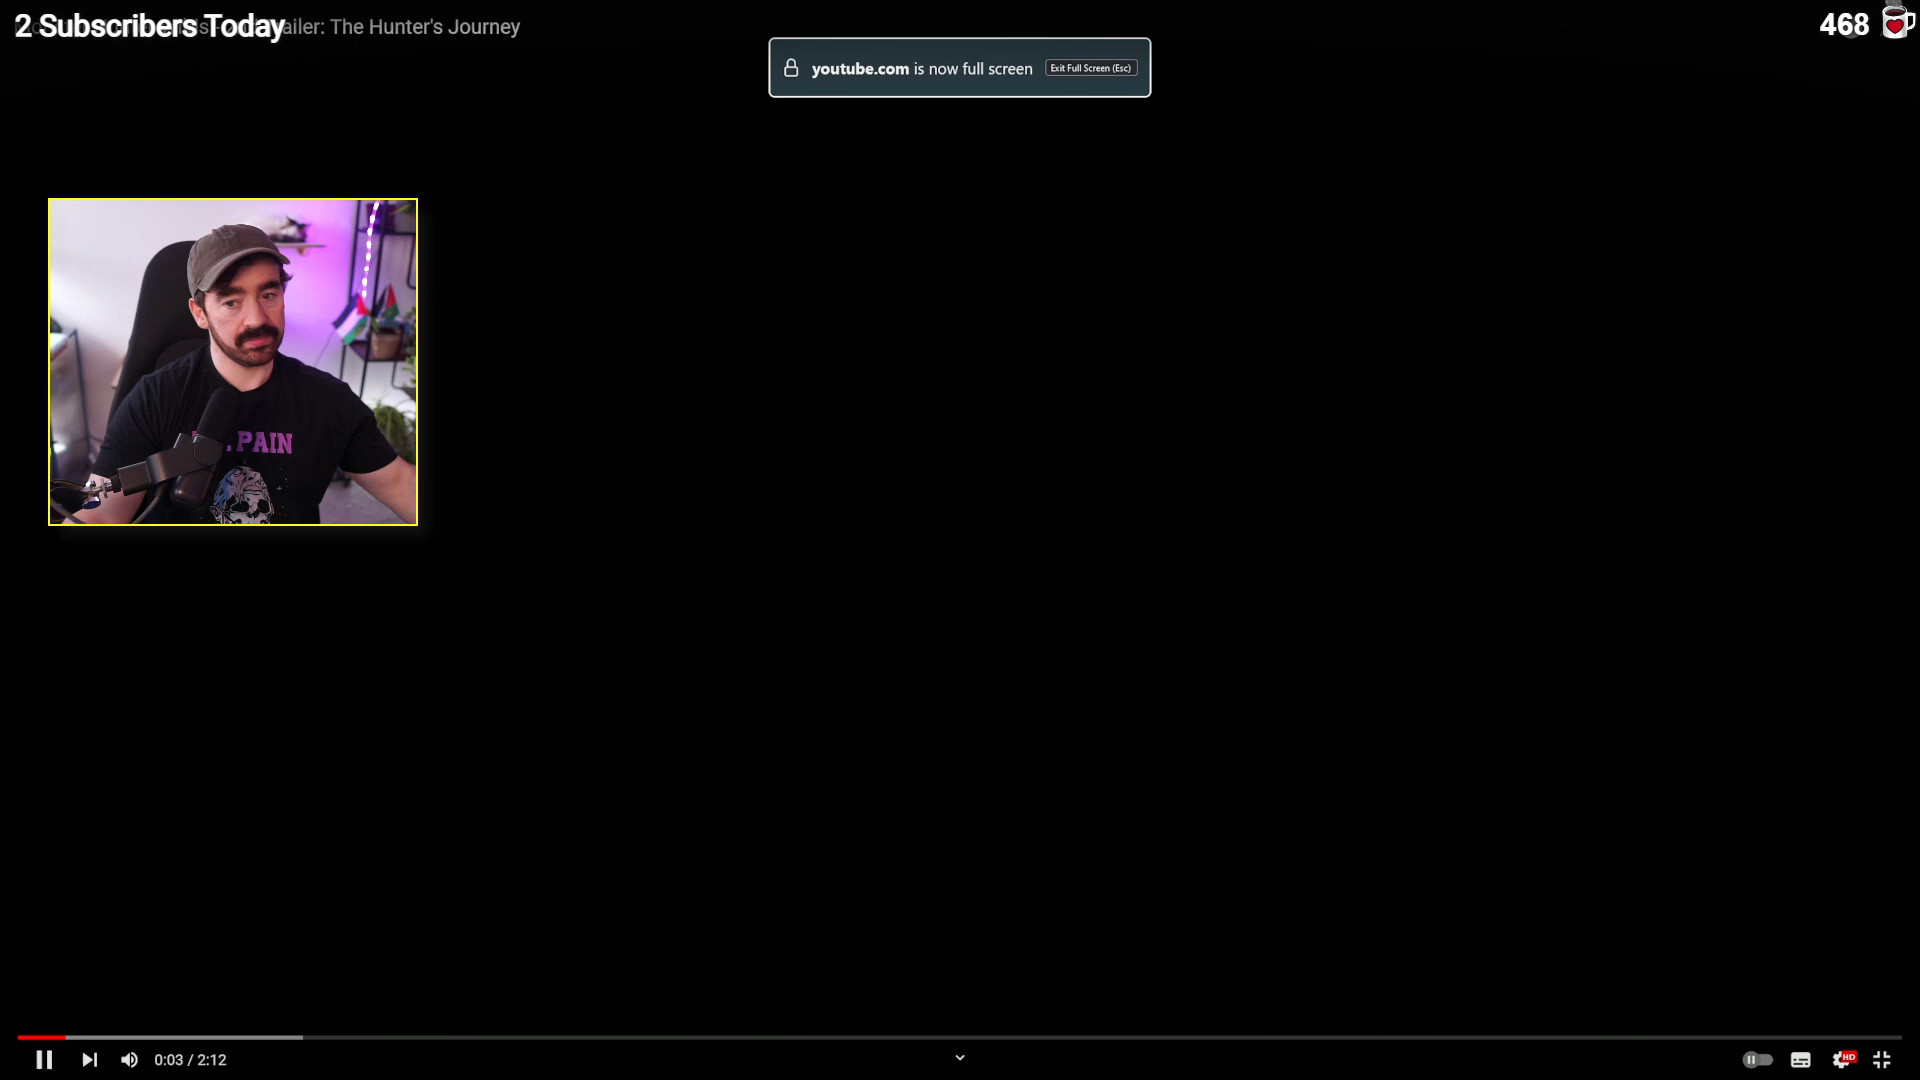 2 Subscribers Today
ailer: The Hunter's Journey
468
youtube.com is now full screen
Exit Full Screen (Esc)
PAIN
0:03 / 2:12
HD